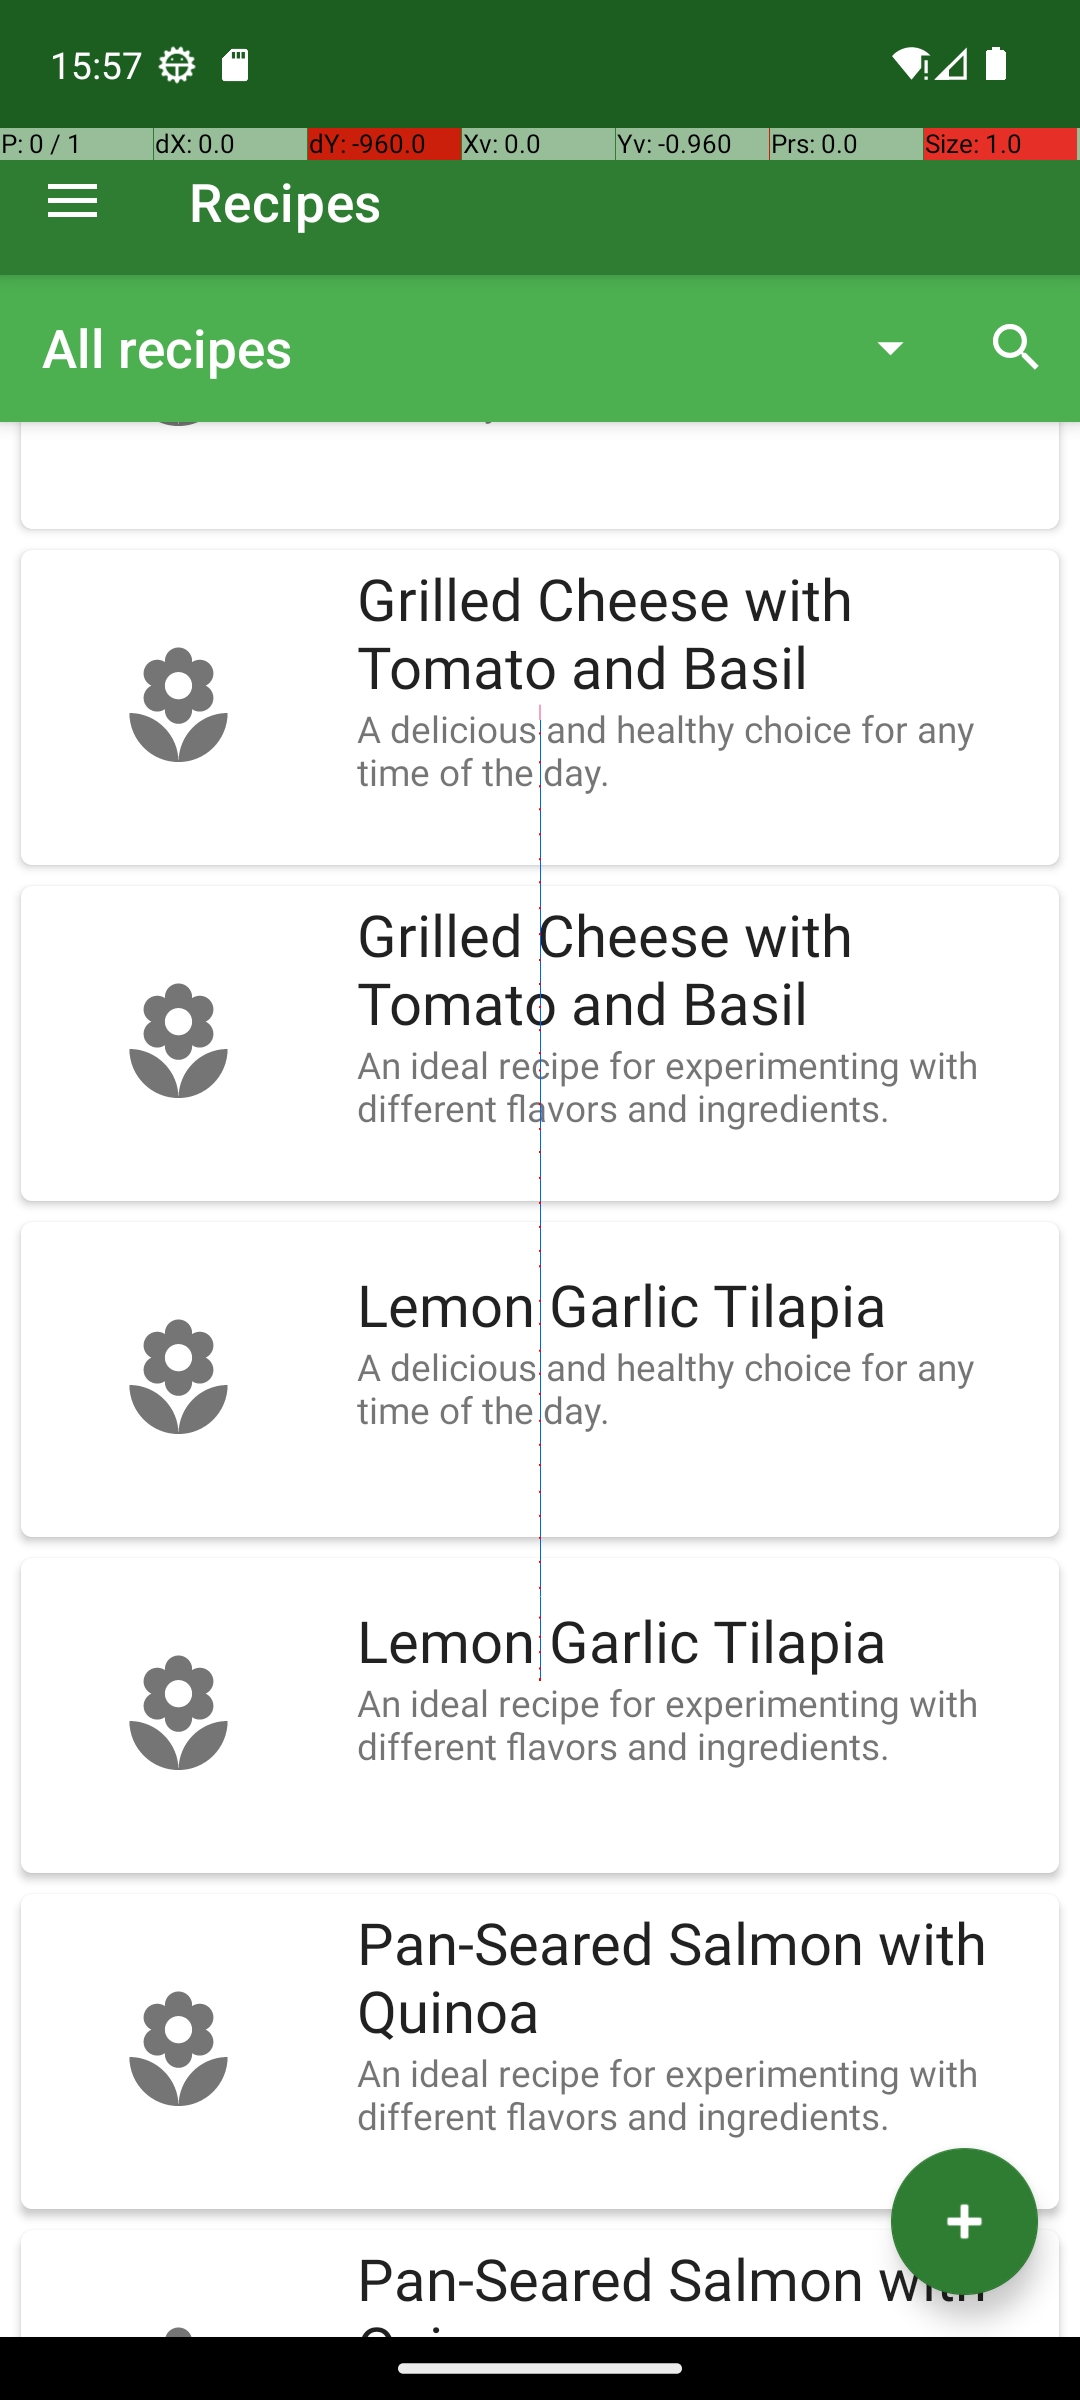 15:57
P: 0 / 1 dX: 0.0 dY: -960.0 Xv: 0.0 Yv: -0.960 Prs: 0.0 Size: 1.0
Recipes
All recipes
Grilled Cheese with
Tomato and Basil
A delicious and healthy choice for any
time of the day.
Grilled Cheese with
Tomato and Basil
An ideal recipe for experimenting with
different flavors and ingredients.
Lemon Garlic Tilapia
A delicious and healthy choice for any
time of the day.
Lemon Garlic Tilapia
An ideal recipe for experimenting with
different flavors and ingredients.
Pan-Seared Salmon with
Quinoa
An ideal recipe for experimenting with
different flavors and ingredients.
Pan-Seared Salmon with